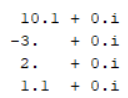 10.1 + 0.i
-3. + 0.i
2. + 0.i
1.1 + 0.i